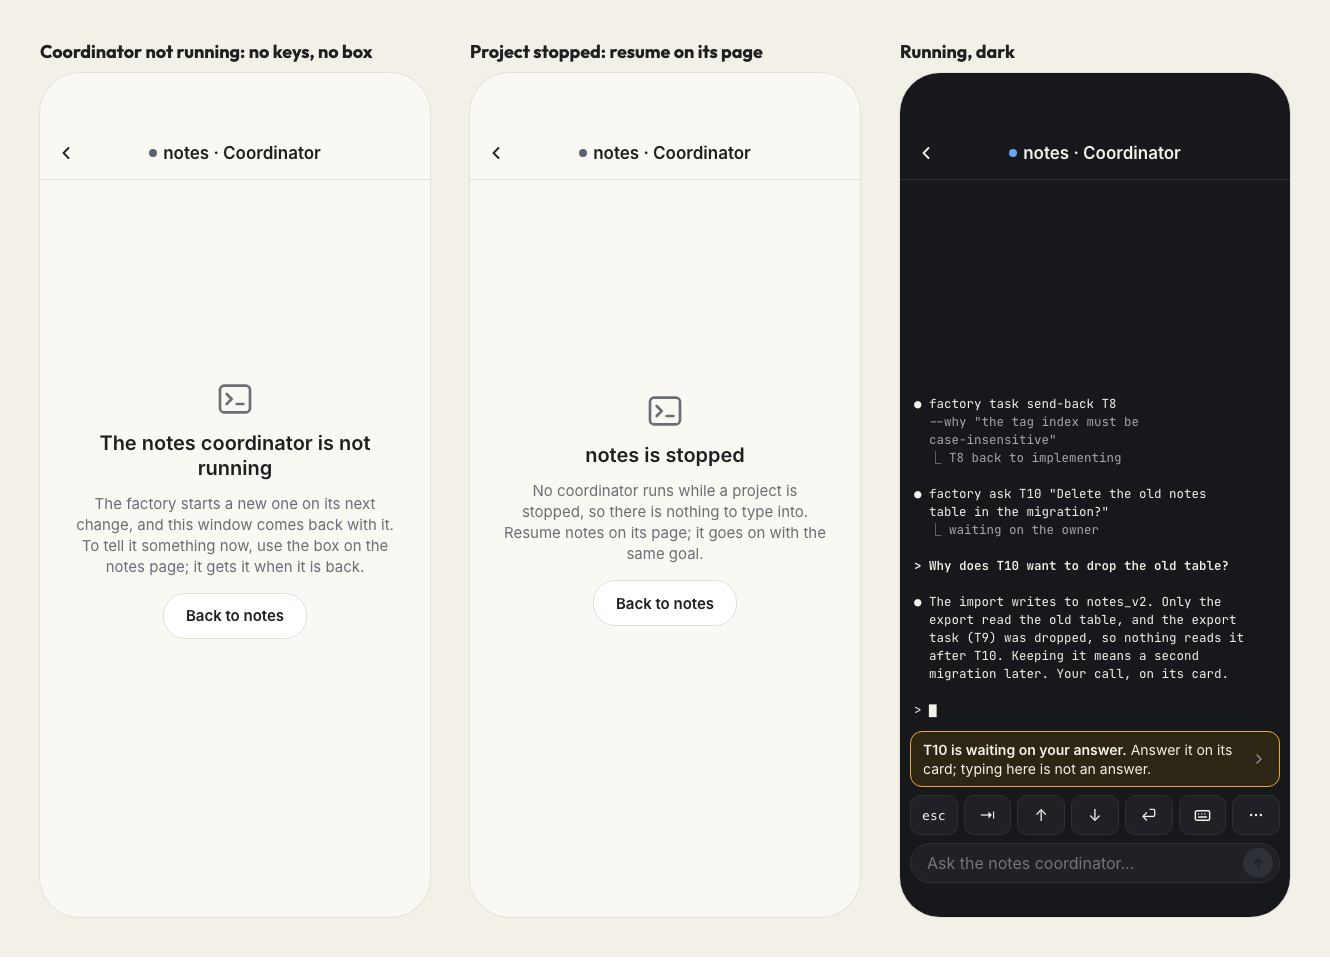 Coordinator not running: no keys, no box
notes · Coordinator
The notes coordinator is not
running
The factory starts a new one on its next
change, and this window comes back with it.
To tell it something now, use the box on the
notes page; it gets it when it is back.
Back to notes
Project stopped: resume on its page
notes · Coordinator
notes is stopped
No coordinator runs while a project is
stopped, so there is nothing to type into.
Resume notes on its page; it goes on with the
same goal.
Back to notes
Running, dark
notes · Coordinator
● factory task send-back T8
--why "the tag index must be
case-insensitive"
⎿ T8 back to implementing
● factory ask T10 "Delete the old notes
table in the migration?"
⎿ waiting on the owner
> Why does T10 want to drop the old table?
● The import writes to notes_v2. Only the
export read the old table, and the export
task (T9) was dropped, so nothing reads it
after T10. Keeping it means a second
migration later. Your call, on its card.
>
T10 is waiting on your answer. Answer it on its
card; typing here is not an answer.
esc
Ask the notes coordinator...